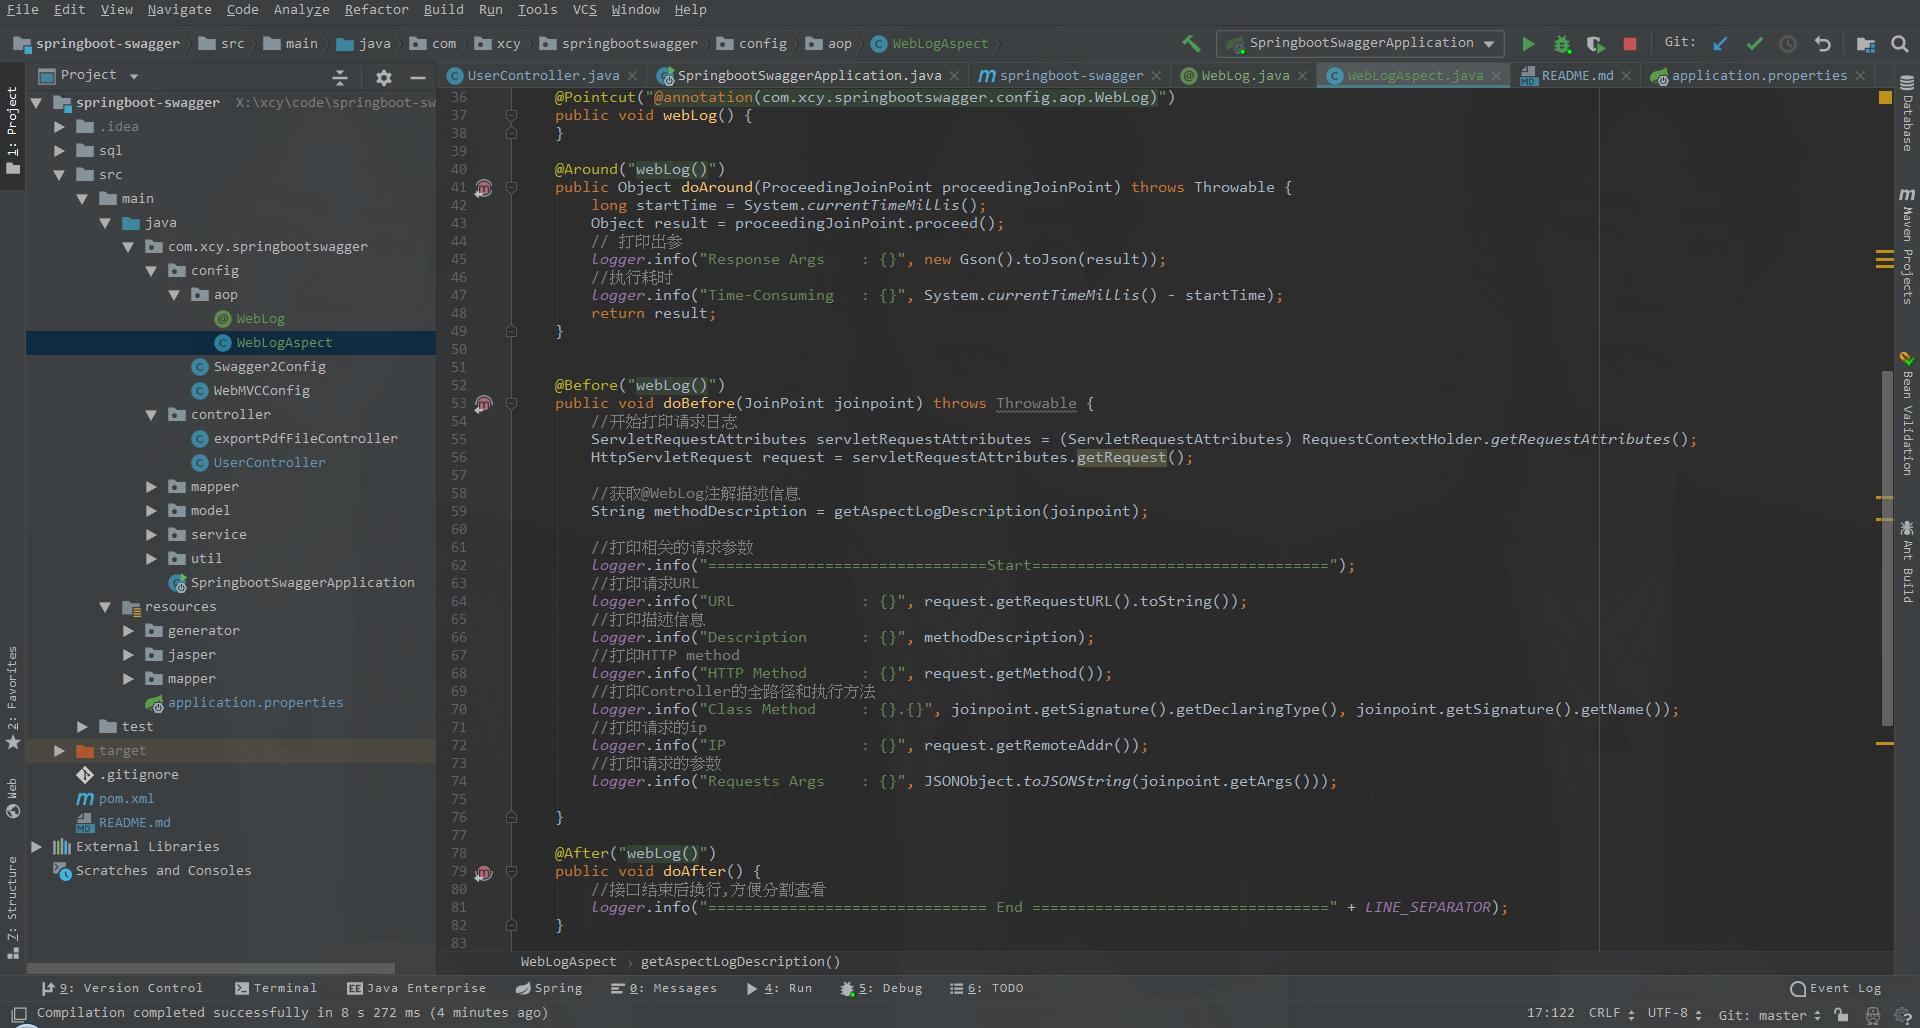 File Edit View Navigate Code Analyze Refactor Build Run Tools VCS Window Help
springboot-swagger src main java com xcy springbootswagger config aop WebLogAspect SpringbootSwaggerApplication Git:
Project
UserController.java SpringbootSwaggerApplication.java springboot-swagger WebLog.java WebLogAspect.java README.md application.properties
1: Project
2: Favorites
Web
Z: Structure
springboot-swagger X:\xcy\code\springboot-sw
.idea
sql
src
main
java
com.xcy.springbootswagger
config
aop
WebLog
WebLogAspect
Swagger2Config
WebMVCConfig
controller
exportPdfFileController
UserController
mapper
model
service
util
SpringbootSwaggerApplication
resources
generator
jasper
mapper
application.properties
test
target
.gitignore
pom.xml
README.md
External Libraries
Scratches and Consoles
36 @Pointcut("@annotation(com.xcy.springbootswagger.config.aop.WebLog)")
37 public void webLog() {
38 }
39
40 @Around("webLog()")
41 public Object doAround(ProceedingJoinPoint proceedingJoinPoint) throws Throwable {
42 long startTime = System.currentTimeMillis();
43 Object result = proceedingJoinPoint.proceed();
44 // 打印出参
45 logger.info("Response Args    : {}", new Gson().toJson(result));
46 //执行耗时
47 logger.info("Time-Consuming   : {}", System.currentTimeMillis() - startTime);
48 return result;
49 }
50
51
52 @Before("webLog()")
53 public void doBefore(JoinPoint joinpoint) throws Throwable {
54 //开始打印请求日志
55 ServletRequestAttributes servletRequestAttributes = (ServletRequestAttributes) RequestContextHolder.getRequestAttributes();
56 HttpServletRequest request = servletRequestAttributes.getRequest();
57
58 //获取@WebLog注解描述信息
59 String methodDescription = getAspectLogDescription(joinpoint);
60
61 //打印相关的请求参数
62 logger.info("===============================Start=================================");
63 //打印请求URL
64 logger.info("URL              : {}", request.getRequestURL().toString());
65 //打印描述信息
66 logger.info("Description      : {}", methodDescription);
67 //打印HTTP method
68 logger.info("HTTP Method      : {}", request.getMethod());
69 //打印Controller的全路径和执行方法
70 logger.info("Class Method     : {}.{}", joinpoint.getSignature().getDeclaringType(), joinpoint.getSignature().getName());
71 //打印请求的ip
72 logger.info("IP               : {}", request.getRemoteAddr());
73 //打印请求的参数
74 logger.info("Requests Args    : {}", JSONObject.toJSONString(joinpoint.getArgs()));
75
76 }
77
78 @After("webLog()")
79 public void doAfter() {
80 //接口结束后换行,方便分割查看
81 logger.info("=============================== End =================================" + LINE_SEPARATOR);
82 }
83
WebLogAspect › getAspectLogDescription()
Database
Maven Projects
Bean Validation
Ant Build
9: Version Control Terminal Java Enterprise Spring 0: Messages 4: Run 5: Debug 6: TODO Event Log
Compilation completed successfully in 8 s 272 ms (4 minutes ago) 17:122 CRLF UTF-8 Git: master